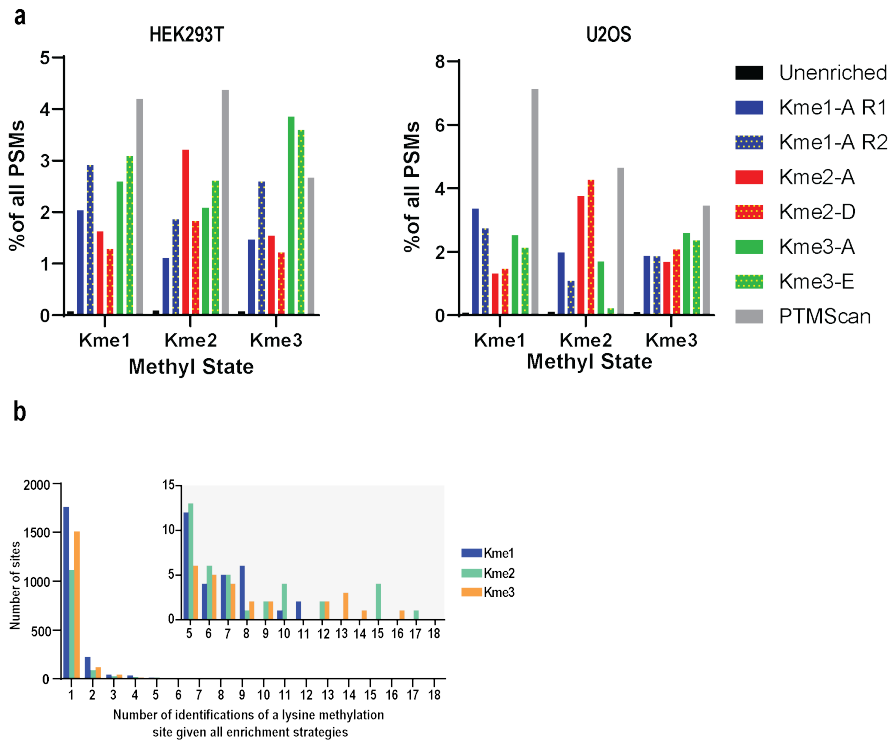 a
HEK293T
U2OS
%of all PSMs
5
4
3
2
1
0
Kme1 Kme2 Kme3
Methyl State
%of all PSMs
8
6
4
2
0
Kme1 Kme2 Kme3
Methyl State
Unenriched
Kme1-A R1
Kme1-A R2
Kme2-A
Kme2-D
Kme3-A
Kme3-E
PTMScan
b
Number of sites
2000
1500
1000
500
0
1 2 3 4 5 6 7 8 9 10 11 12 13 14 15 16 17 18
Number of identifications of a lysine methylation
site given all enrichment strategies
15
10
5
0
5 6 7 8 9 10 11 12 13 14 15 16 17 18
Kme1
Kme2
Kme3